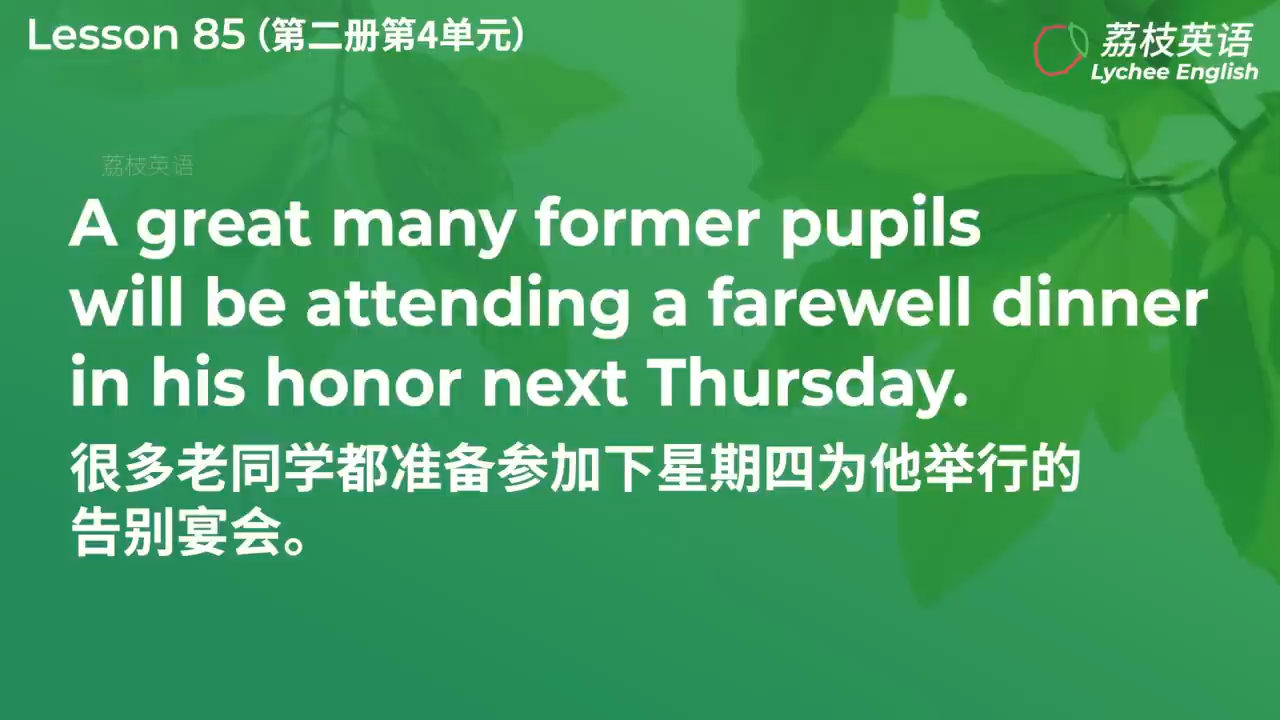 Lesson 85 (第二册第4单元)
荔枝英语
Lychee English
荔枝英语
A great many former pupils
will be attending a farewell dinner
in his honor next Thursday.
很多老同学都准备参加下星期四为他举行的
告别宴会。